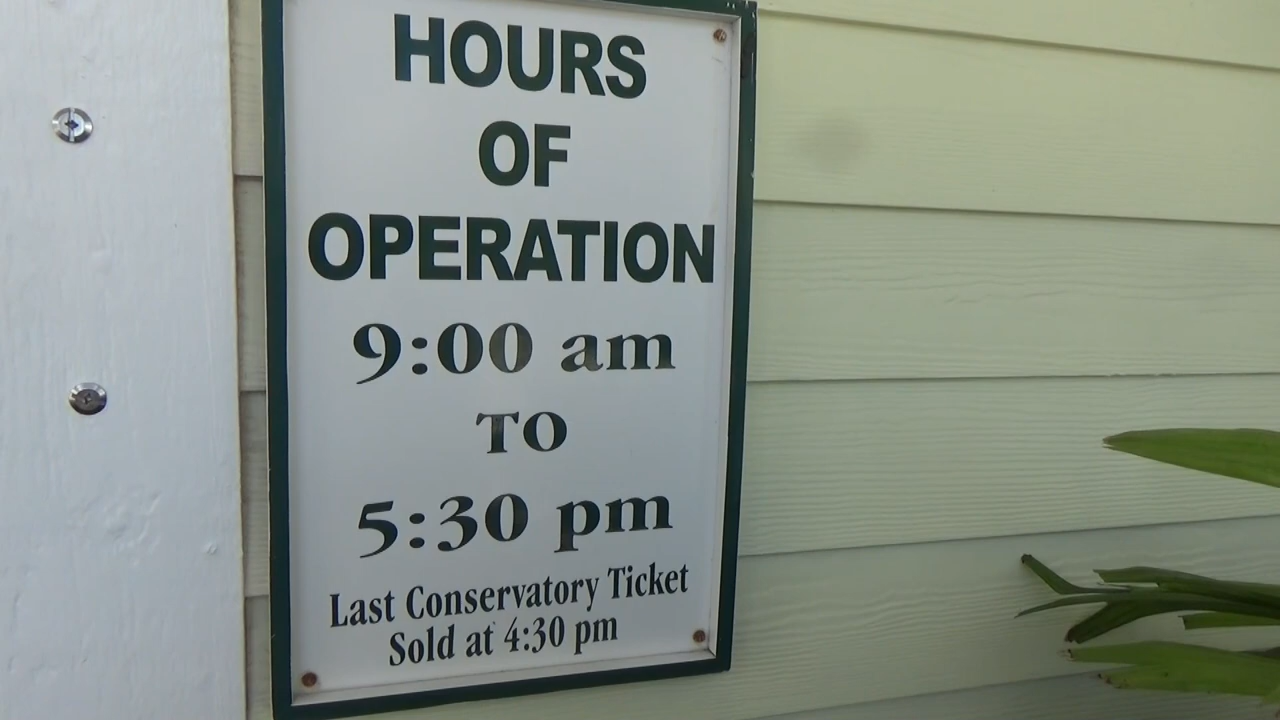 HOURS
OF
OPERATION
9:00 am
TO
5:30 pm
Last Conservatory Ticket
Sold at 4:30 pm